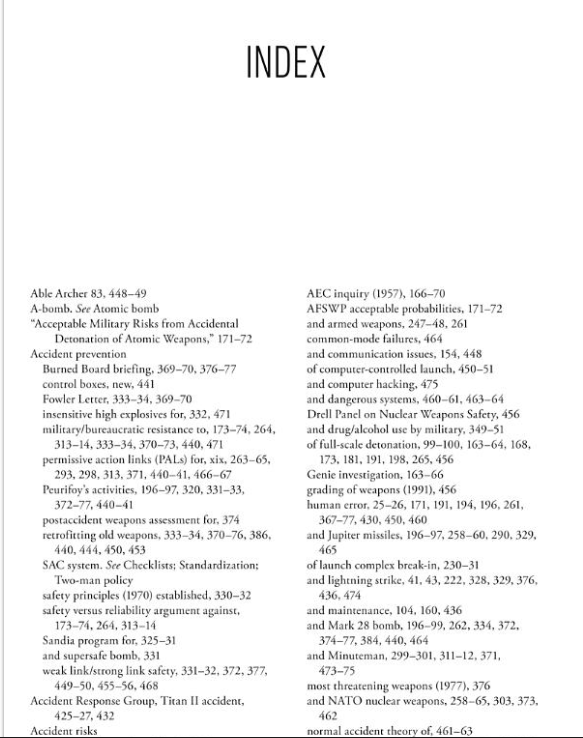 INDEX
Able Archer 83, 448–49
A-bomb. See Atomic bomb
“Acceptable Military Risks from Accidental
Detonation of Atomic Weapons,” 171–72
Accident prevention
Burned Board briefing, 369–70, 376–77
control boxes, new, 441
Fowler Letter, 333–34, 369–70
insensitive high explosives for, 332, 471
military/bureaucratic resistance to, 173–74, 264,
313–14, 333–34, 370–73, 440, 471
permissive action links (PALs) for, xix, 263–65,
293, 298, 313, 371, 440–41, 466–67
Peurifoy’s activities, 196–97, 320, 331–33,
372–77, 440–41
postaccident weapons assessment for, 374
retrofitting old weapons, 333–34, 370–76, 386,
440, 444, 450, 453
SAC system. See Checklists; Standardization;
Two-man policy
safety principles (1970) established, 330–32
safety versus reliability argument against,
173–74, 264, 313–14
Sandia program for, 325–31
and supersafe bomb, 331
weak link/strong link safety, 331–32, 372, 377,
449–50, 455–56, 468
Accident Response Group, Titan II accident,
425–27, 432
Accident risks
AEC inquiry (1957), 166–70
AFSWP acceptable probabilities, 171–72
and armed weapons, 247–48, 261
common-mode failures, 464
and communication issues, 154, 448
of computer-controlled launch, 450–51
and computer hacking, 475
and dangerous systems, 460–61, 463–64
Drell Panel on Nuclear Weapons Safety, 456
and drug/alcohol use by military, 349–51
of full-scale detonation, 99–100, 163–64, 168,
173, 181, 191, 198, 265, 456
Genie investigation, 163–66
grading of weapons (1991), 456
human error, 25–26, 171, 191, 194, 196, 261,
367–77, 430, 450, 460
and Jupiter missiles, 196–97, 258–60, 290, 329,
465
of launch complex break-in, 230–31
and lightning strike, 41, 43, 222, 328, 329, 376,
436, 474
and maintenance, 104, 160, 436
and Mark 28 bomb, 196–99, 262, 334, 372,
374–77, 384, 440, 464
and Minuteman, 299–301, 311–12, 371,
473–75
most threatening weapons (1977), 376
and NATO nuclear weapons, 258–65, 303, 373,
462
normal accident theory of, 461–63